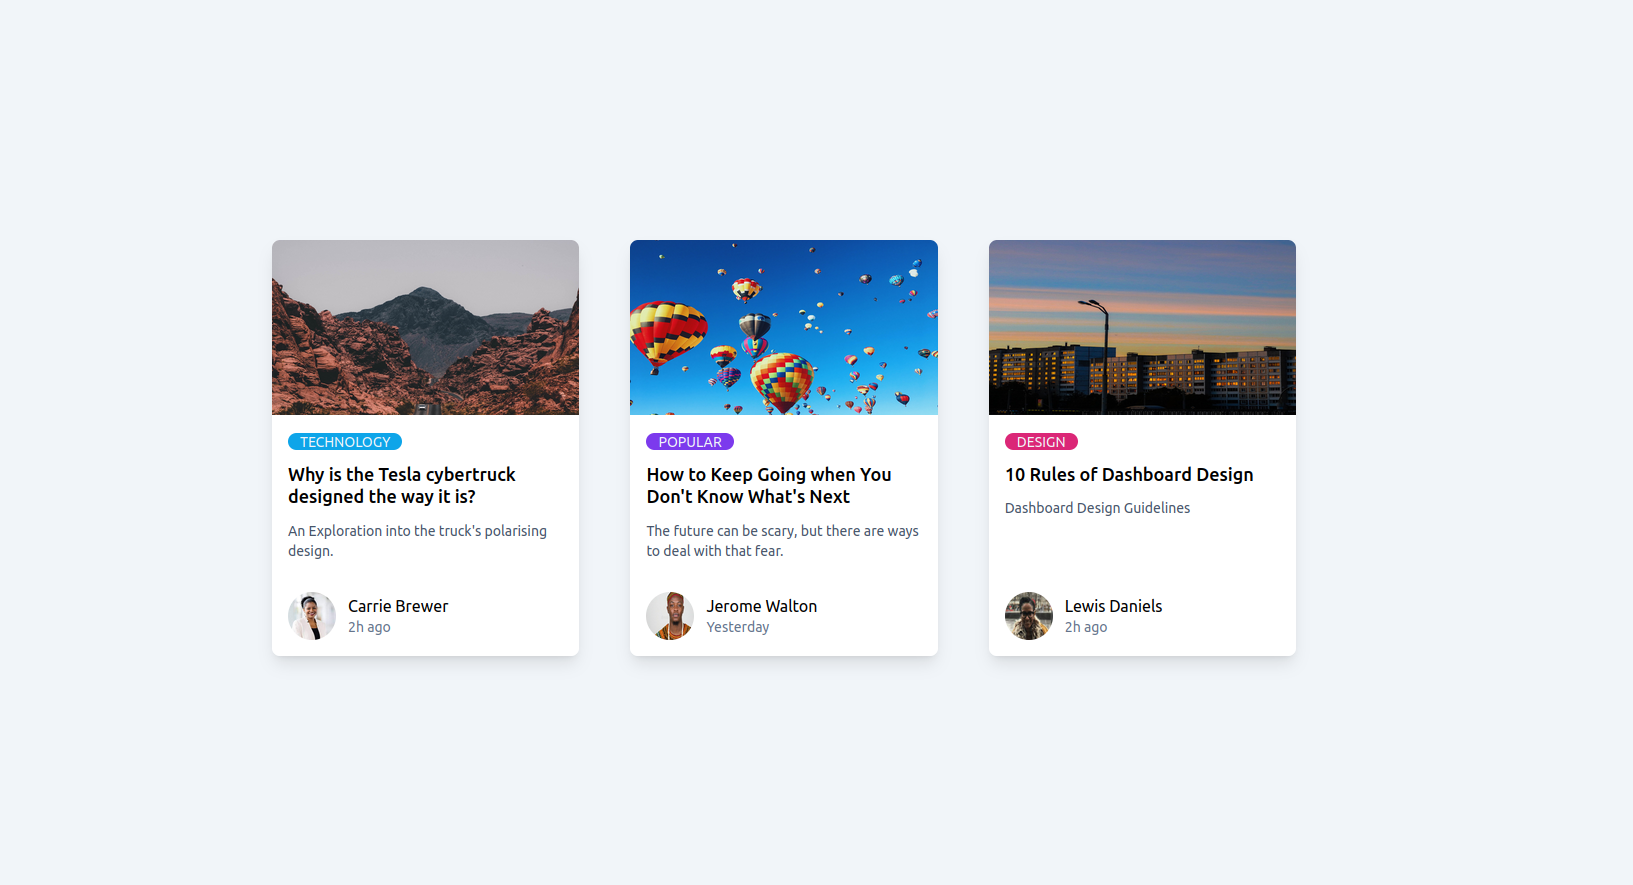 TECHNOLOGY
Why is the Tesla cybertruck
designed the way it is?
An Exploration into the truck's polarising
design.
Carrie Brewer
2h ago
POPULAR
How to Keep Going when You
Don't Know What's Next
The future can be scary, but there are ways
to deal with that fear.
Jerome Walton
Yesterday
DESIGN
10 Rules of Dashboard Design
Dashboard Design Guidelines
Lewis Daniels
2h ago